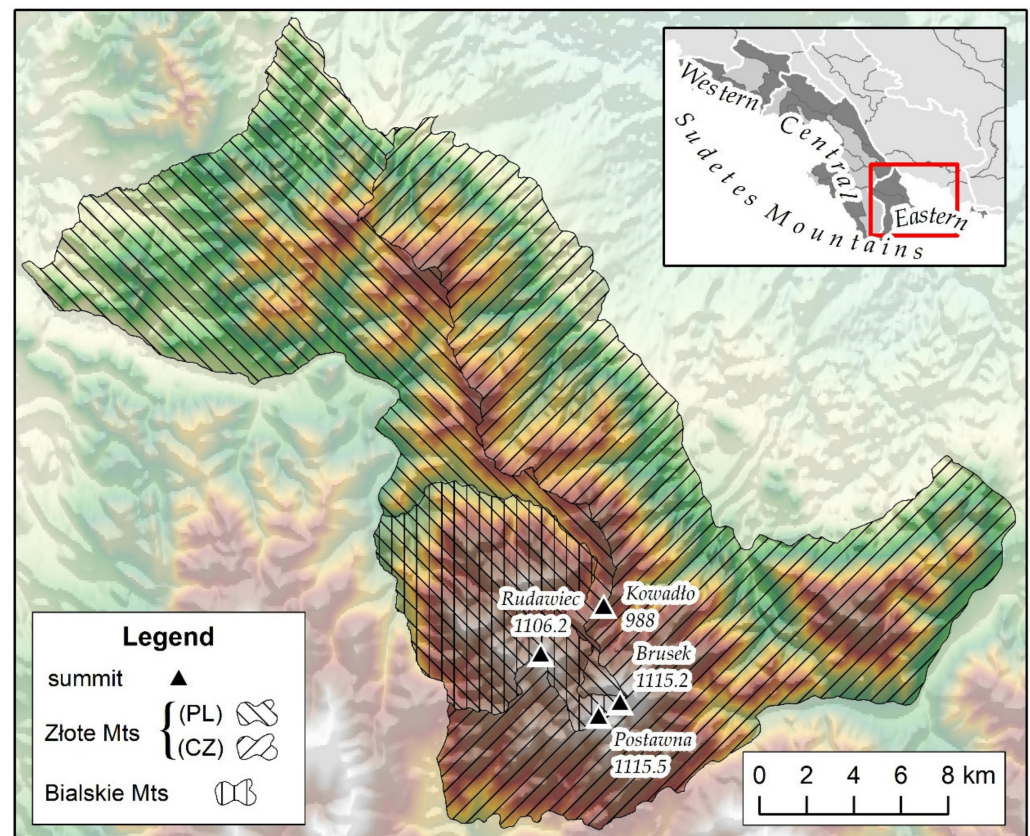 Western
Central
Eastern
Sudetes Mountains
Rudawiec
1106.2
Kowadło
988
Brusek
1115.2
Postawna
1115.5
Legend
summit
Złote Mts
(PL)
(CZ)
Bialskie Mts
0 2 4 6 8 km